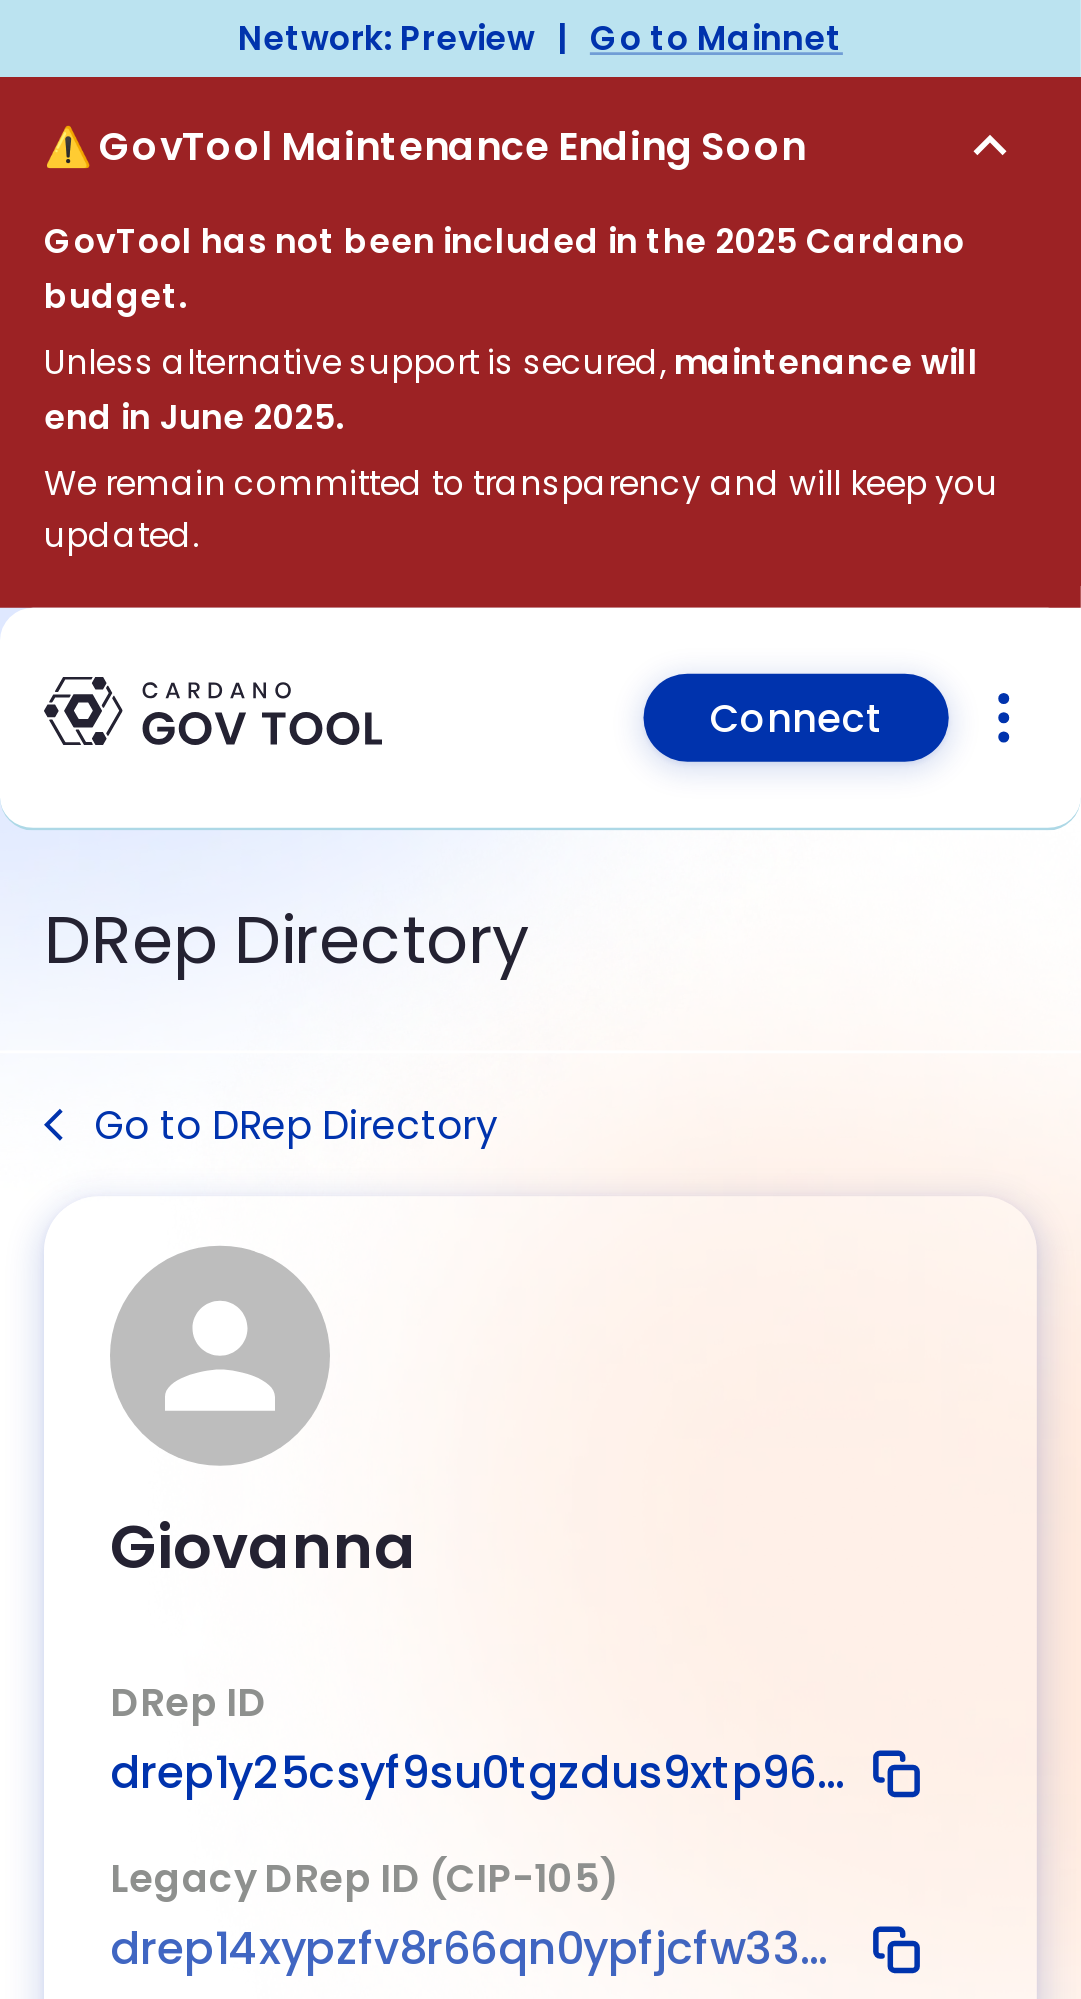 Network: Preview | Go to Mainnet
⚠️ GovTool Maintenance Ending Soon
GovTool has not been included in the 2025 Cardano
budget.
Unless alternative support is secured, maintenance will
end in June 2025.
We remain committed to transparency and will keep you
updated.
CARDANO
GOV TOOL
Connect
DRep Directory
Go to DRep Directory
Giovanna
DRep ID
drep1y25csyf9su0tgzdus9xtp96...
Legacy DRep ID (CIP-105)
drep14xypzfv8r66qn0ypfjcfw33...